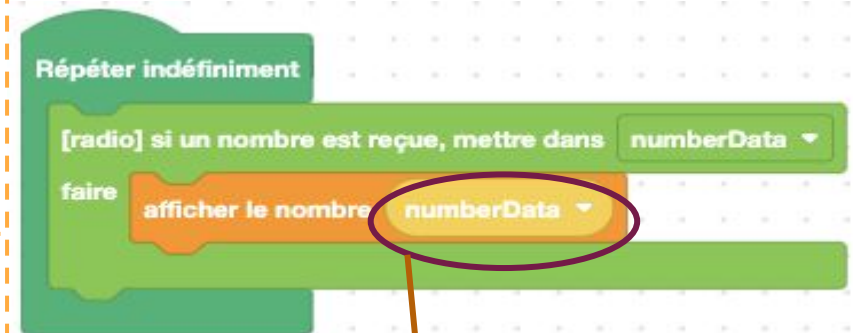 Répéter indéfiniment
[radio] si un nombre est reçue, mettre dans numberData
faire
afficher le nombre numberData